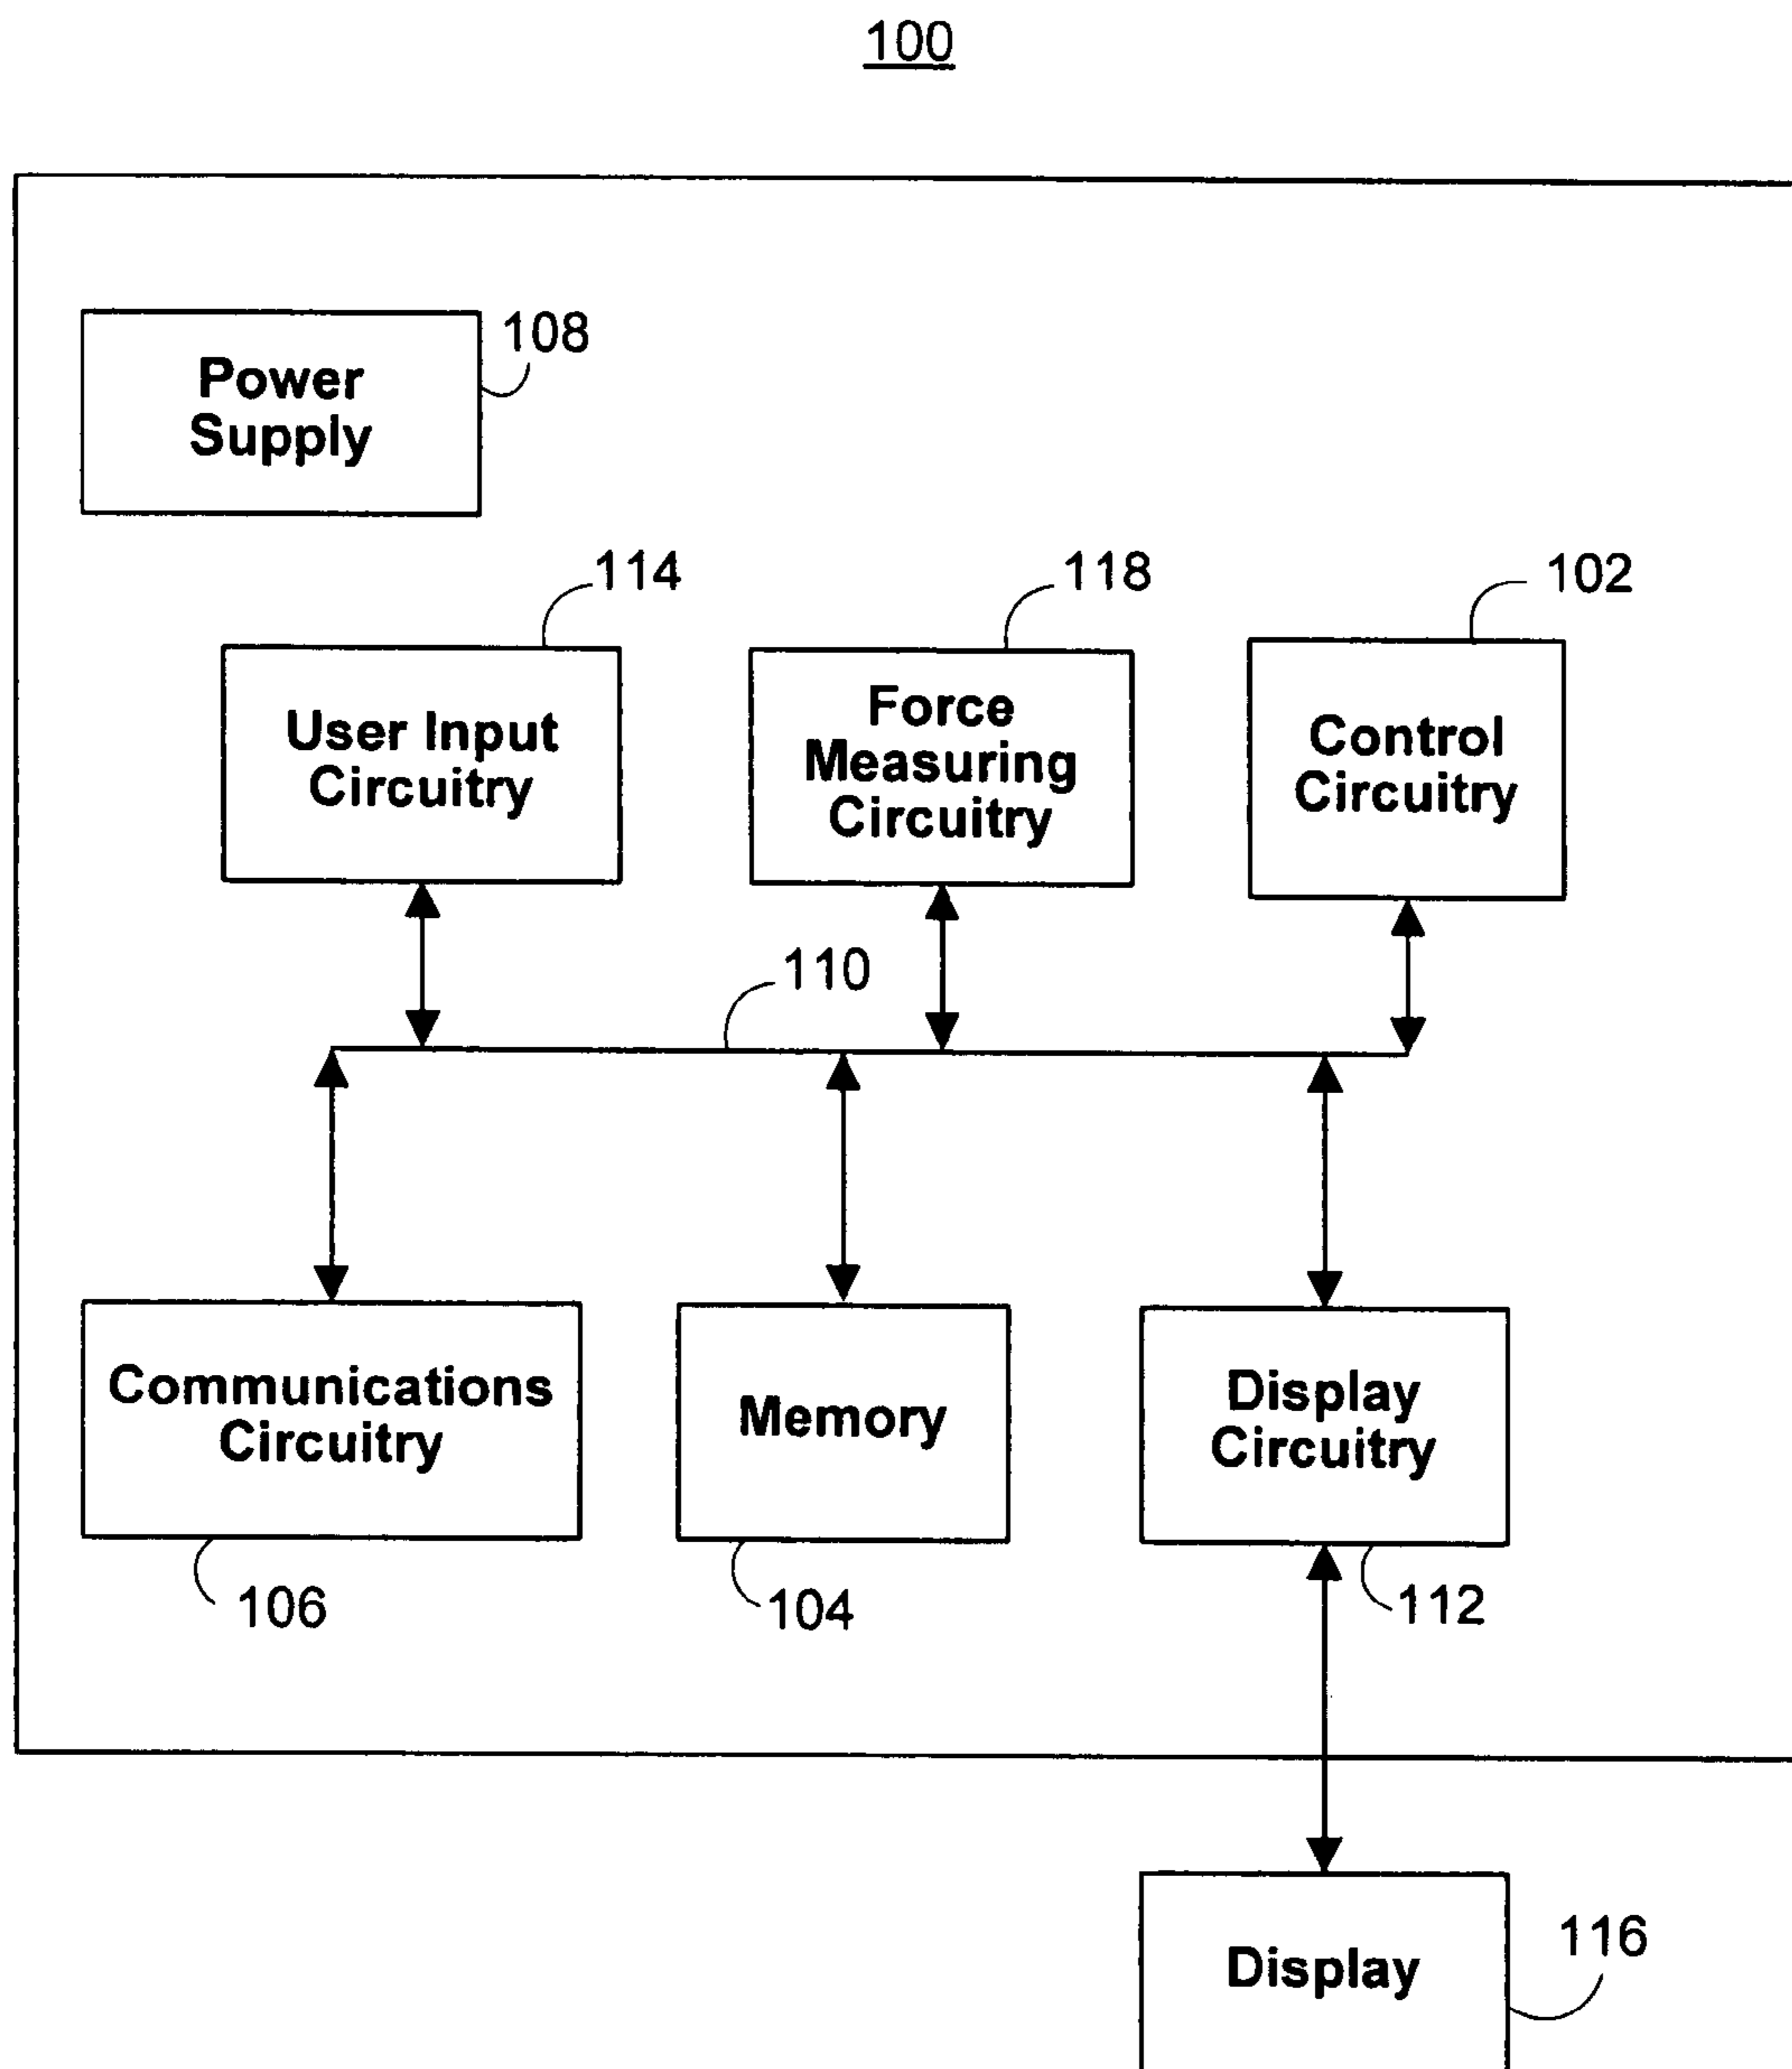 100
108
Power
Supply
114
118
102
User Input
Circuitry
Force
Measuring
Circuitry
Control
Circuitry
110
Communications
Circuitry
Memory
Display
Circuitry
106
104
112
116
Display